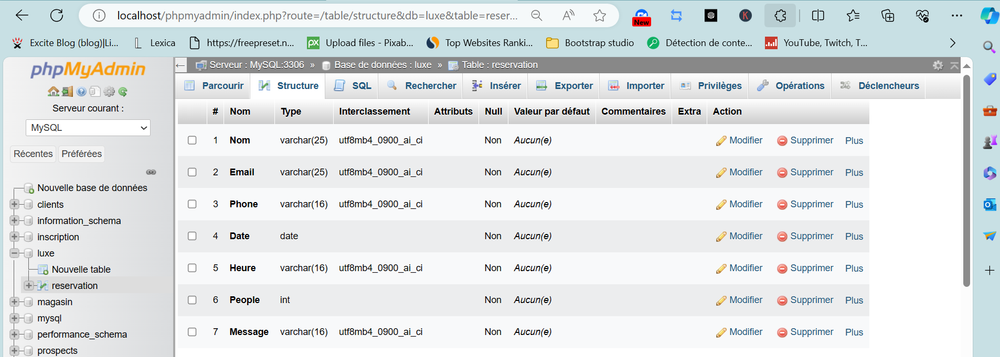 localhost/phpmyadmin/index.php?route=/table/structure&db=luxe&table=reser...
New
K
Excite Blog (blog)|Li...
Lexica
https://freepreset.n...
px
Upload files - Pixab...
Top Websites Ranki...
Bootstrap studio
Détection de conte...
YouTube, Twitch, T...
phpMyAdmin
Serveur courant :
MySQL
Récentes Préférées
Nouvelle base de données
clients
information_schema
inscription
luxe
Nouvelle table
reservation
magasin
mysql
performance_schema
prospects
Serveur : MySQL:3306 » Base de données : luxe » Table : reservation
Parcourir Structure SQL Rechercher Insérer Exporter Importer Privilèges Opérations Déclencheurs
# Nom Type Interclassement Attributs Null Valeur par défaut Commentaires Extra Action
1 Nom varchar(25) utf8mb4_0900_ai_ci Non Aucun(e) Modifier Supprimer Plus
2 Email varchar(25) utf8mb4_0900_ai_ci Non Aucun(e) Modifier Supprimer Plus
3 Phone varchar(16) utf8mb4_0900_ai_ci Non Aucun(e) Modifier Supprimer Plus
4 Date date Non Aucun(e) Modifier Supprimer Plus
5 Heure varchar(16) utf8mb4_0900_ai_ci Non Aucun(e) Modifier Supprimer Plus
6 People int Non Aucun(e) Modifier Supprimer Plus
7 Message varchar(16) utf8mb4_0900_ai_ci Non Aucun(e) Modifier Supprimer Plus